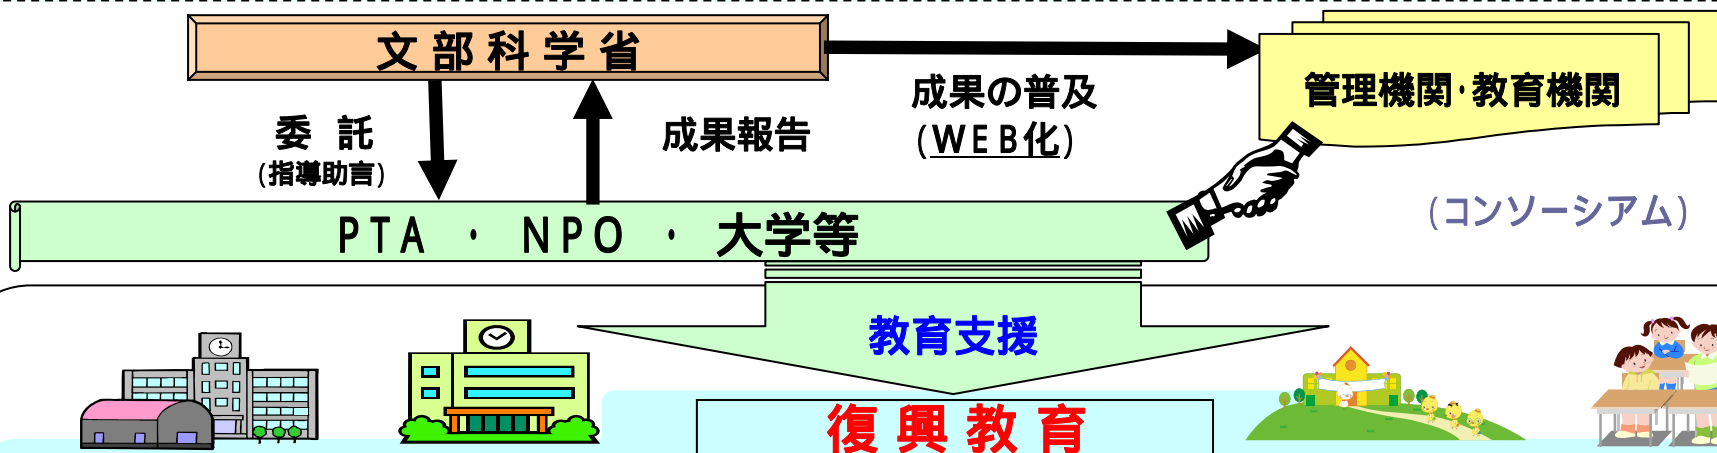 文部科学省
成果の普及
(WEB化)
管理機関・教育機関
委 託
(指導助言)
成果報告
(コンソーシアム)
PTA ・ NPO ・ 大学等
教育支援
復興教育